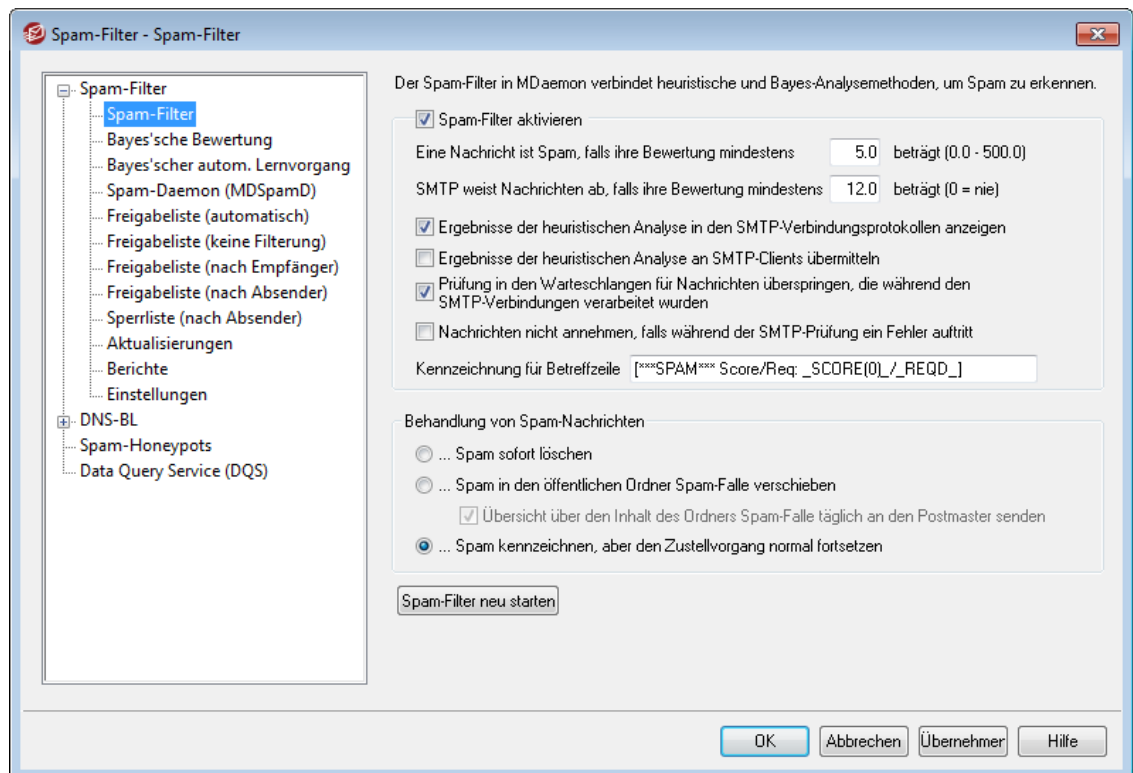 Spam-Filter - Spam-Filter
Spam-Filter
Spam-Filter
Bayes'sche Bewertung
Bayes'scher autom. Lernvorgang
Spam-Daemon (MDSpamD)
Freigabeliste (automatisch)
Freigabeliste (keine Filterung)
Freigabeliste (nach Empfänger)
Freigabeliste (nach Absender)
Sperrliste (nach Absender)
Aktualisierungen
Berichte
Einstellungen
DNS-BL
Spam-Honeypots
Data Query Service (DQS)
Der Spam-Filter in MDaemon verbindet heuristische und Bayes-Analysemethoden, um Spam zu erkennen.
Spam-Filter aktivieren
Eine Nachricht ist Spam, falls ihre Bewertung mindestens 5.0 beträgt (0.0 - 500.0)
SMTP weist Nachrichten ab, falls ihre Bewertung mindestens 12.0 beträgt (0 = nie)
Ergebnisse der heuristischen Analyse in den SMTP-Verbindungsprotokollen anzeigen
Ergebnisse der heuristischen Analyse an SMTP-Clients übermitteln
Prüfung in den Warteschlangen für Nachrichten überspringen, die während den
SMTP-Verbindungen verarbeitet wurden
Nachrichten nicht annehmen, falls während der SMTP-Prüfung ein Fehler auftritt
Kennzeichnung für Betreffzeile [***SPAM*** Score/Req: _SCORE(0)_/_REQD_]
Behandlung von Spam-Nachrichten
... Spam sofort löschen
... Spam in den öffentlichen Ordner Spam-Falle verschieben
Übersicht über den Inhalt des Ordners Spam-Falle täglich an den Postmaster senden
... Spam kennzeichnen, aber den Zustellvorgang normal fortsetzen
Spam-Filter neu starten
OK Abbrechen Übernehmer Hilfe